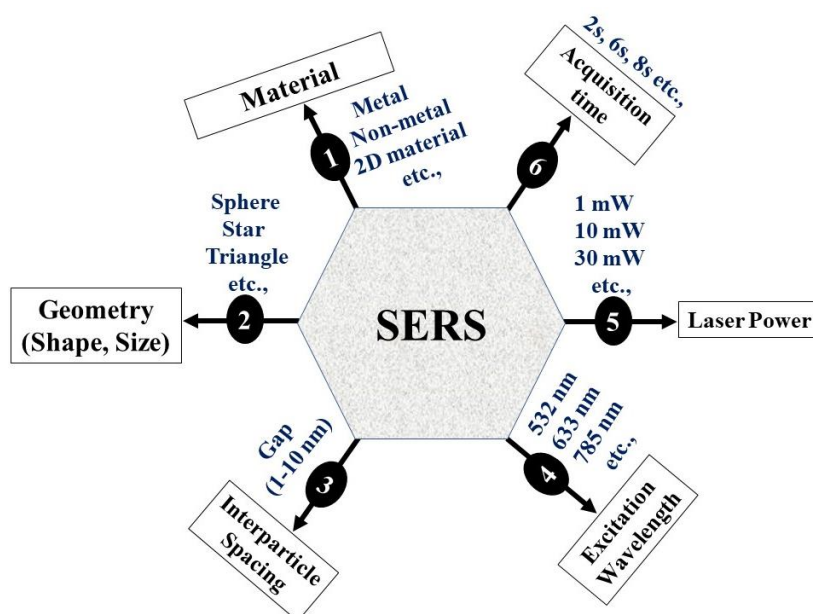 Material
1
Metal
Non-metal
2D material
etc.,
2s, 6s, 8s etc.,
Acquisition
time
6
Sphere
Star
Triangle
etc.,
2
Geometry
(Shape, Size)
SERS
1 mW
10 mW
30 mW
etc.,
5
Laser Power
Gap
(1-10 nm)
3
Interparticle
Spacing
532 nm
633 nm
785 nm
etc.,
4
Excitation
Wavelength